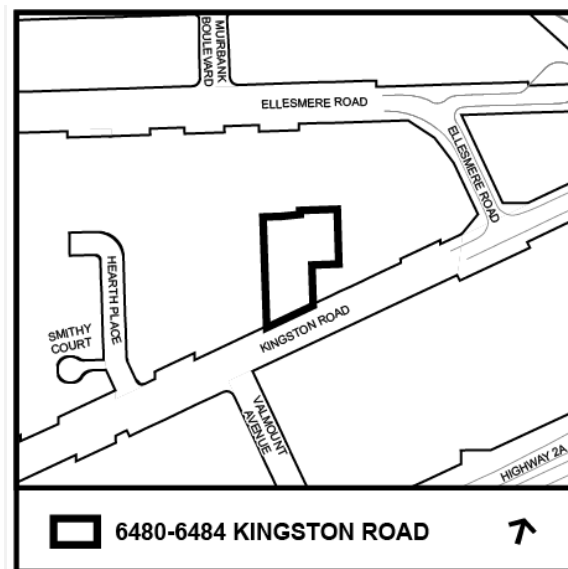 MUIRBANK
BOULEVARD
ELLESMERE ROAD
ELLESMERE ROAD
HEARTH PLACE
SMITHY
COURT
KINGSTON ROAD
VALMOUNT
AVENUE
HIGHWAY 2A
6480-6484 KINGSTON ROAD